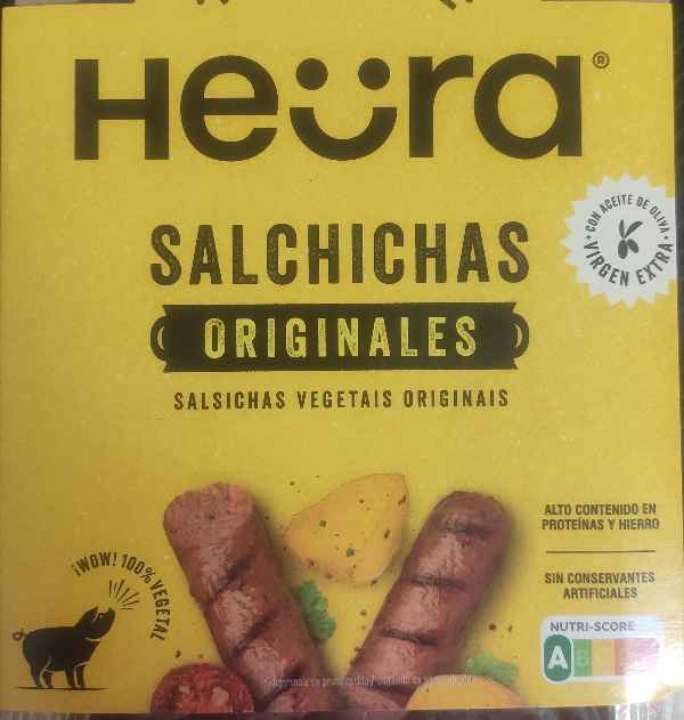 Heüra®
CON ACEITE DE OLIVA
VIRGEN EXTRA
SALCHICHAS
ORIGINALES
SALSICHAS VEGETAIS ORIGINAIS
ALTO CONTENIDO EN
PROTEÍNAS Y HIERRO
SIN CONSERVANTES
ARTIFICIALES
¡WOW! 100% VEGETAL
NUTRI-SCORE
A B